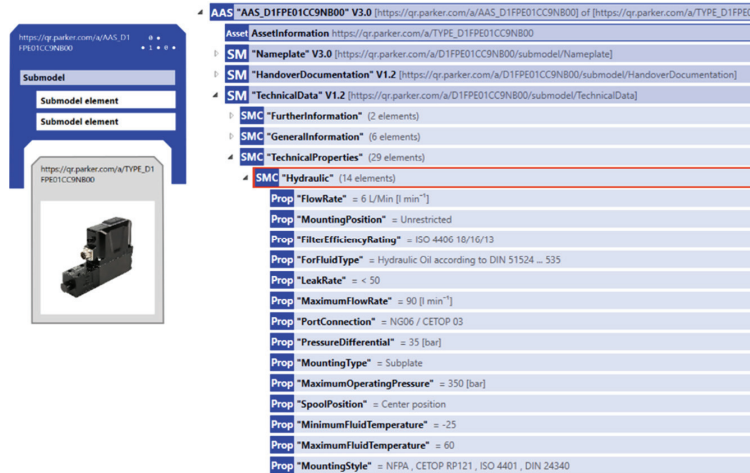 https://qr.parker.com/a/AAS_D1
FPE01CC9NB00
0
1 0
Submodel
Submodel element
Submodel element
https://qr.parker.com/a/TYPE_D1
FPE01CC9NB00
AAS "AAS_D1FPE01CC9NB00" V3.0 [https://qr.parker.com/a/AAS_D1FPE01CC9NB00] of [https://qr.parker.com/a/TYPE_D1FPE0
Asset AssetInformation https://qr.parker.com/a/TYPE_D1FPE01CC9NB00
SM "Nameplate" V3.0 [https://qr.parker.com/a/D1FPE01CC9NB00/submodel/Nameplate]
SM "HandoverDocumentation" V1.2 [https://qr.parker.com/a/D1FPE01CC9NB00/submodel/HandoverDocumentation]
SM "TechnicalData" V1.2 [https://qr.parker.com/a/D1FPE01CC9NB00/submodel/TechnicalData]
SMC "FurtherInformation" (2 elements)
SMC "GeneralInformation" (6 elements)
SMC "TechnicalProperties" (29 elements)
SMC "Hydraulic" (14 elements)
Prop "FlowRate" = 6 L/Min [l min⁻¹]
Prop "MountingPosition" = Unrestricted
Prop "FilterEfficiencyRating" = ISO 4406 18/16/13
Prop "ForFluidType" = Hydraulic Oil according to DIN 51524 ... 535
Prop "LeakRate" = < 50
Prop "MaximumFlowRate" = 90 [l min⁻¹]
Prop "PortConnection" = NG06 / CETOP 03
Prop "PressureDifferential" = 35 [bar]
Prop "MountingType" = Subplate
Prop "MaximumOperatingPressure" = 350 [bar]
Prop "SpoolPosition" = Center position
Prop "MinimumFluidTemperature" = -25
Prop "MaximumFluidTemperature" = 60
Prop "MountingStyle" = NFPA , CETOP RP121 , ISO 4401 , DIN 24340